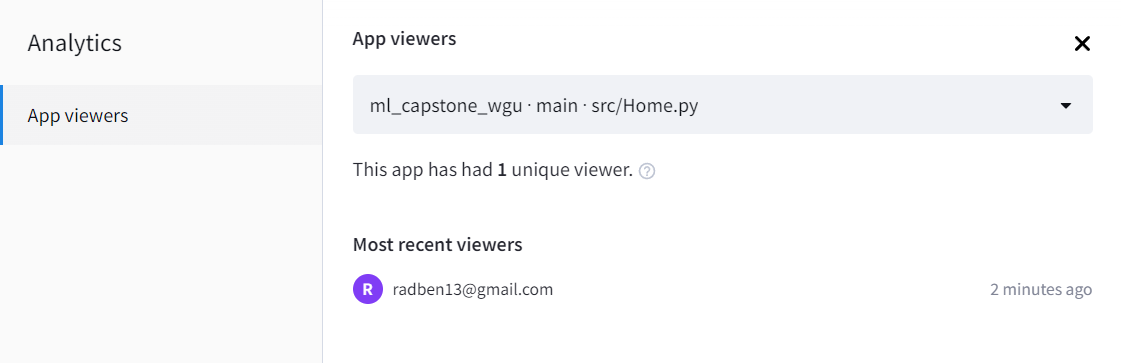 Analytics
App viewers
App viewers
ml_capstone_wgu · main · src/Home.py
This app has had 1 unique viewer. ?
Most recent viewers
R radben13@gmail.com 2 minutes ago